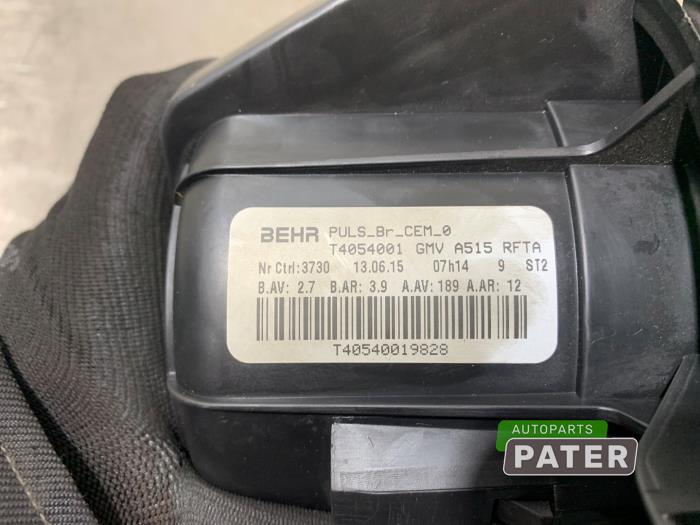 BEHR PULS_Br_CEM_0
T4054001 GMV A515 RFTA
Nr Ctrl:3730 13.06.15 07h14 9 ST2
B.AV: 2.7 B.AR: 3.9 A.AV: 189 A.AR: 12
T40540019828
AUTOPARTS
PATER